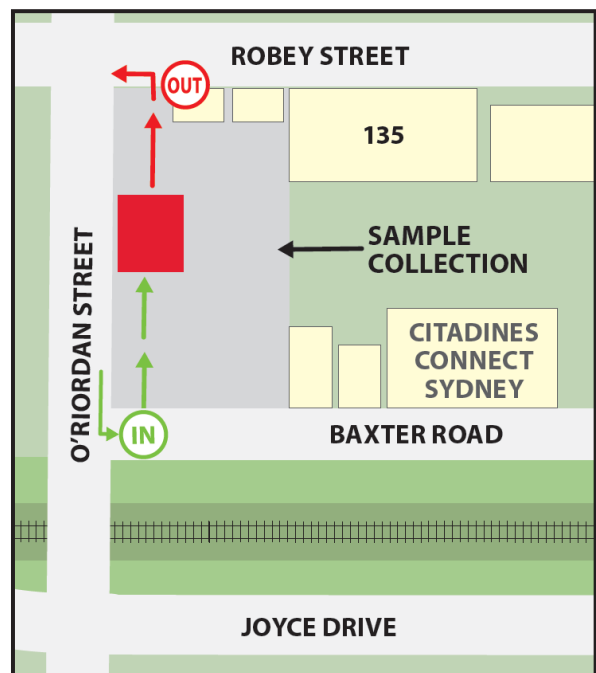 ROBEY STREET
OUT
135
SAMPLE
COLLECTION
O'RIORDAN STREET
CITADINES
CONNECT
SYDNEY
IN
BAXTER ROAD
JOYCE DRIVE